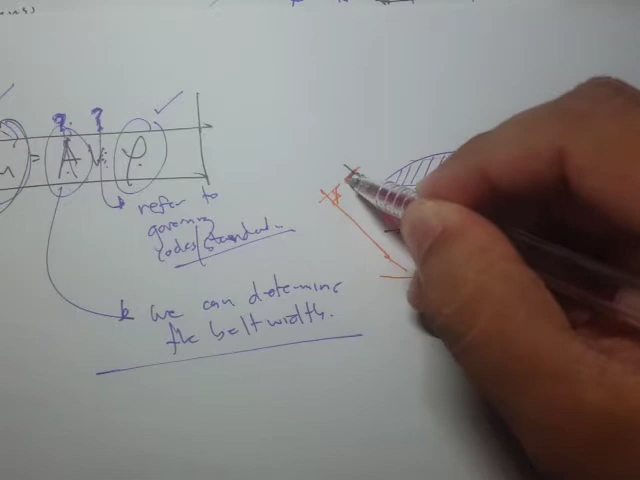 ? ?
= A V. ρ
refer to
governing
codes/standard.
we can determine
the belt width.